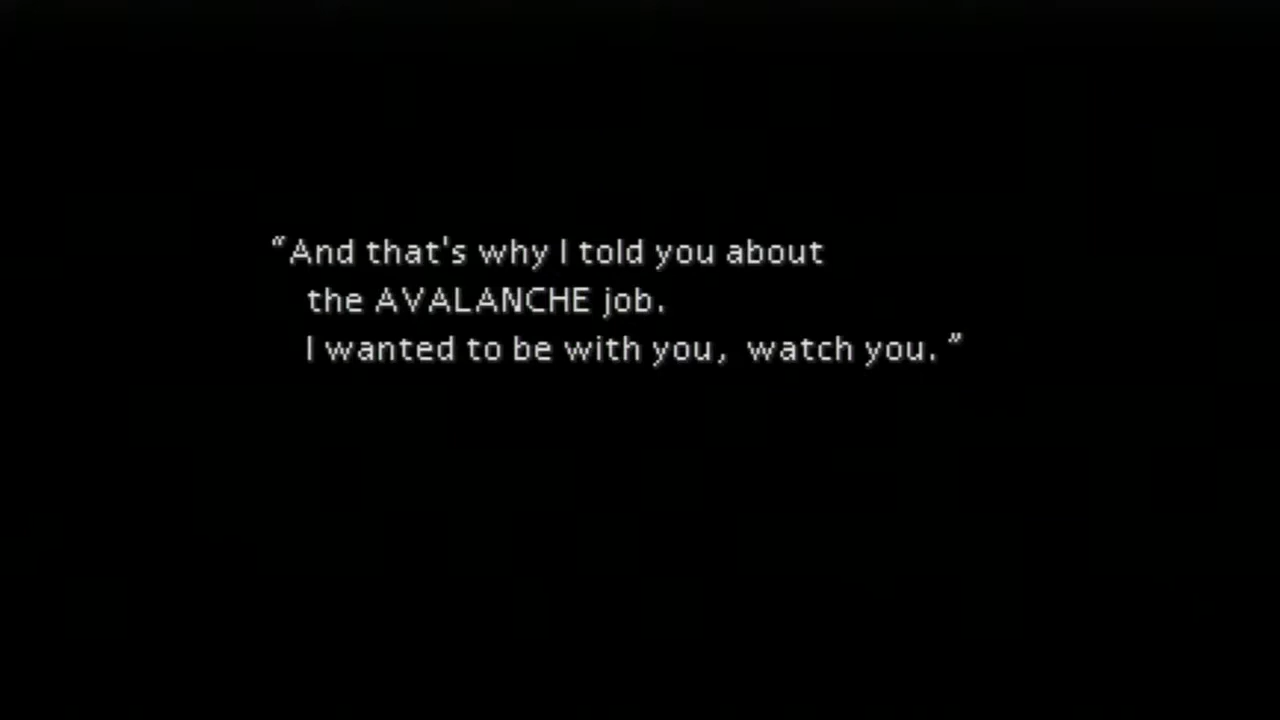 “And that's why I told you about
the AVALANCHE job.
I wanted to be with you, watch you.”